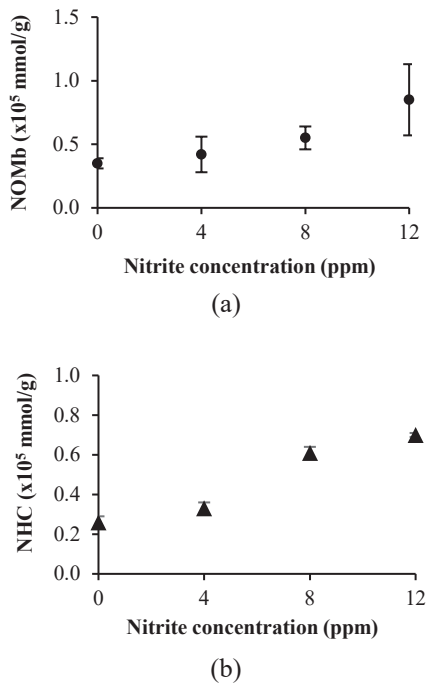 1.5
1.0
0.5
0.0
NOMb (x10⁵ mmol/g)
0 4 8 12
Nitrite concentration (ppm)
(a)
1.0
0.8
0.6
0.4
0.2
0.0
NHC (x10⁵ mmol/g)
0 4 8 12
Nitrite concentration (ppm)
(b)